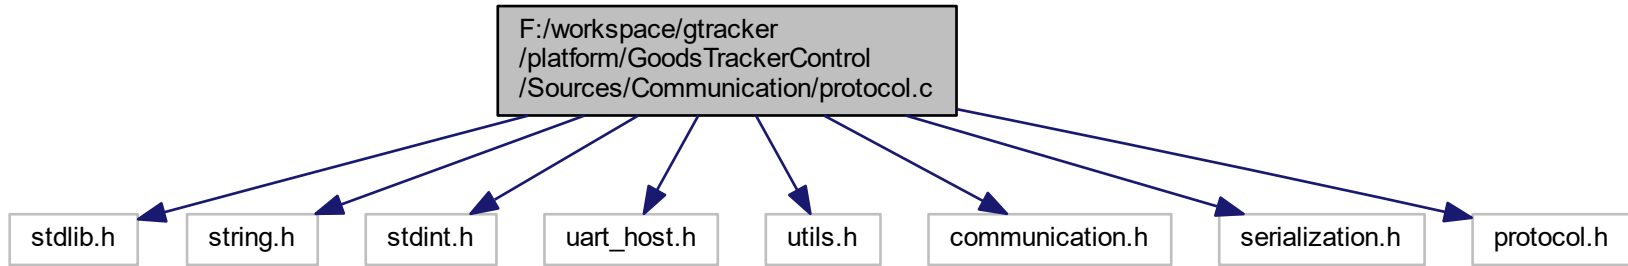 F:/workspace/gtracker
/platform/GoodsTrackerControl
/Sources/Communication/protocol.c
stdlib.h
string.h
stdint.h
uart_host.h
utils.h
communication.h
serialization.h
protocol.h